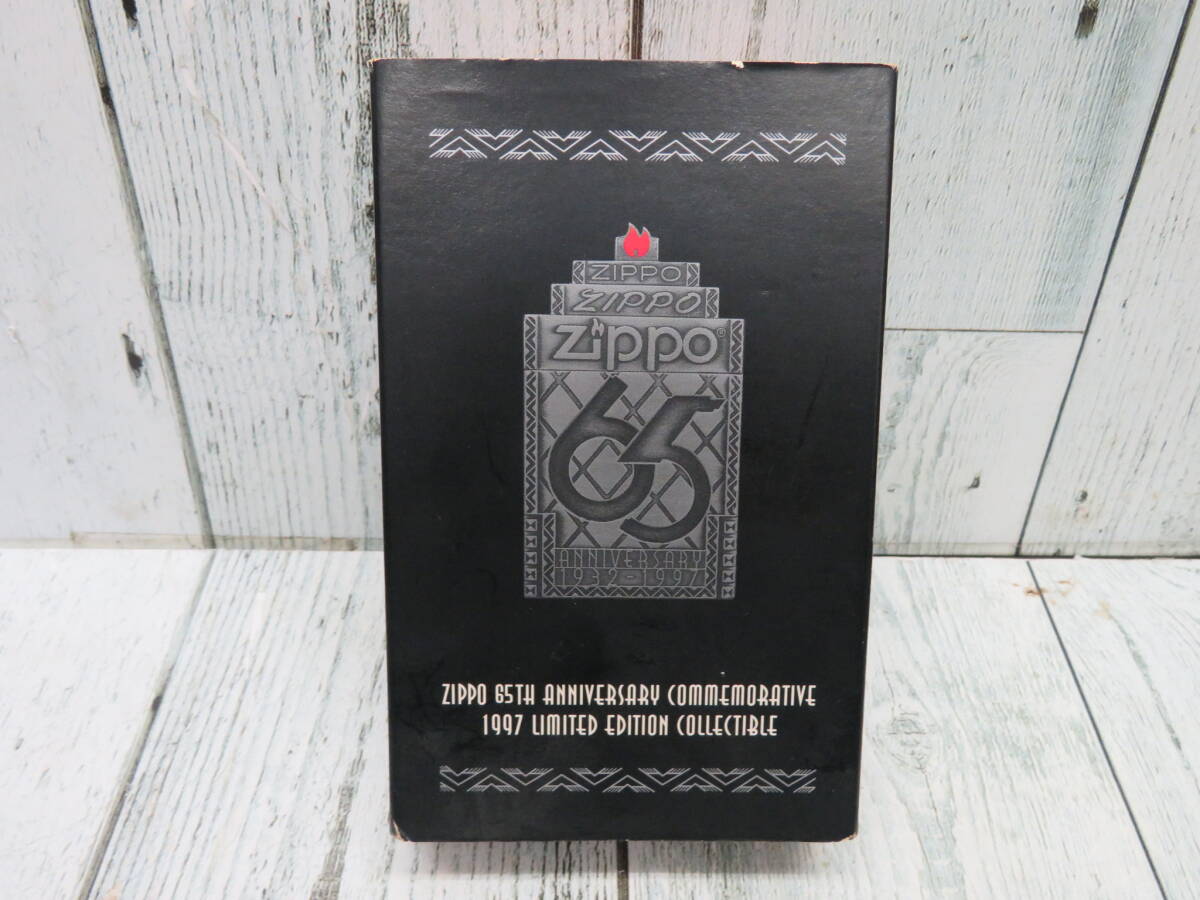 ZIPPO
ZIPPO
Zippo®
65
ANNIVERSARY
1932-1997
ZIPPO 65TH ANNIVERSARY COMMEMORATIVE
1997 LIMITED EDITION COLLECTIBLE